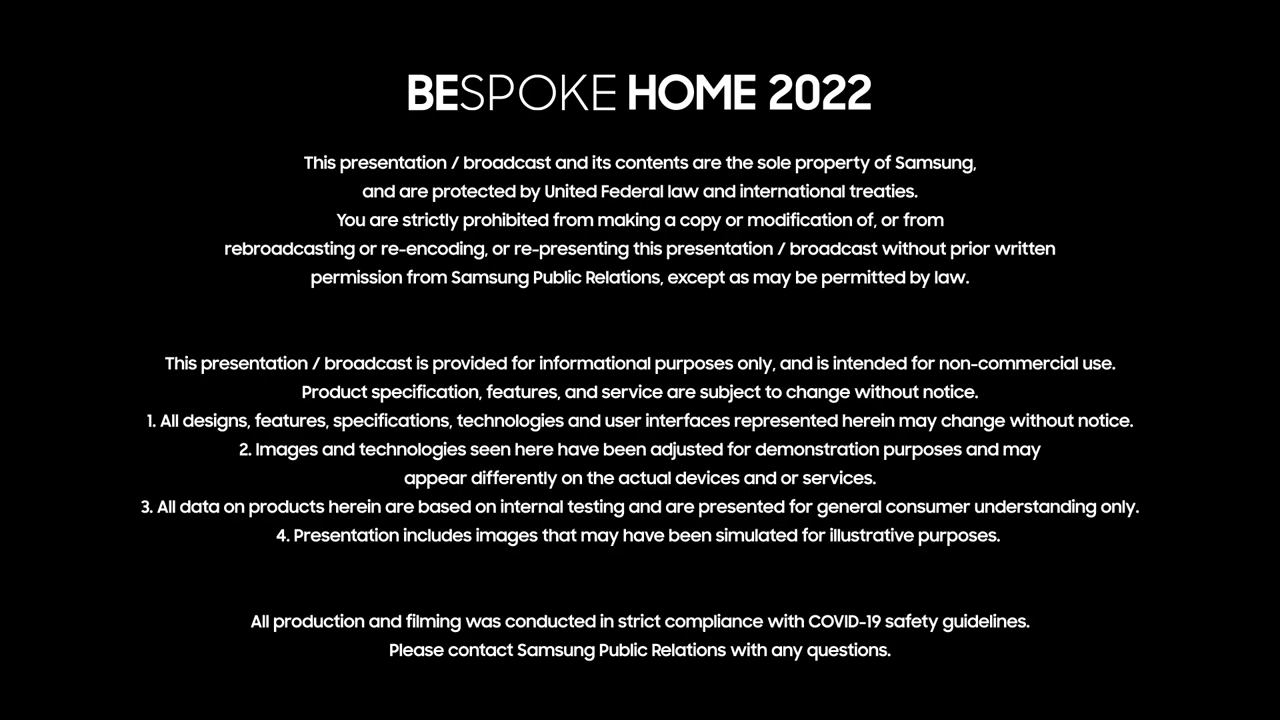 BESPOKE HOME 2022
This presentation / broadcast and its contents are the sole property of Samsung,
and are protected by United Federal law and international treaties.
You are strictly prohibited from making a copy or modification of, or from
rebroadcasting or re-encoding, or re-presenting this presentation / broadcast without prior written
permission from Samsung Public Relations, except as may be permitted by law.
This presentation / broadcast is provided for informational purposes only, and is intended for non-commercial use.
Product specification, features, and service are subject to change without notice.
1. All designs, features, specifications, technologies and user interfaces represented herein may change without notice.
2. Images and technologies seen here have been adjusted for demonstration purposes and may
appear differently on the actual devices and or services.
3. All data on products herein are based on internal testing and are presented for general consumer understanding only.
4. Presentation includes images that may have been simulated for illustrative purposes.
All production and filming was conducted in strict compliance with COVID-19 safety guidelines.
Please contact Samsung Public Relations with any questions.